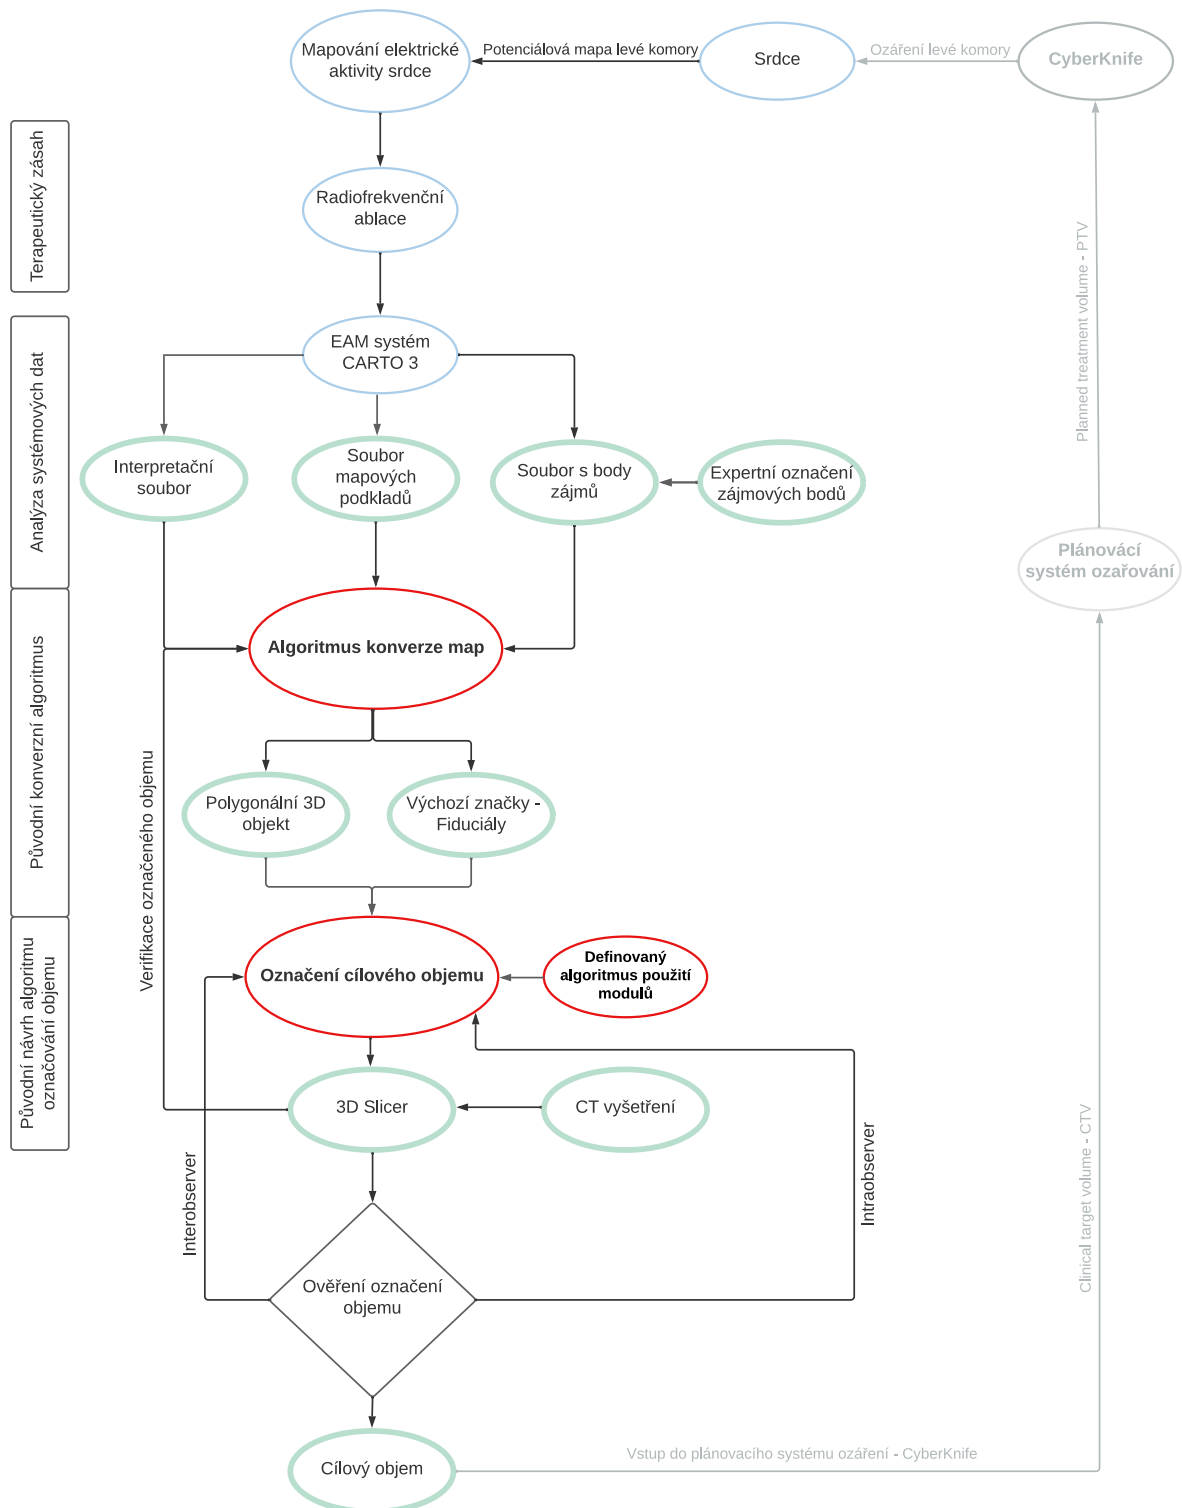 Mapování elektrické
aktivity srdce
Potenciálová mapa levé komory
Srdce
Ozáření levé komory
CyberKnife
Terapeutický zásah
Radiofrekvenční
ablace
Planned treatment volume - PTV
Analýza systémových dat
EAM systém
CARTO 3
Interpretační
soubor
Soubor
mapových
podkladů
Soubor s body
zájmů
Expertní označení
zájmových bodů
Plánovácí
systém ozařování
Původní konverzní algoritmus
Algoritmus konverze map
Verifikace označeného objemu
Polygonální 3D
objekt
Výchozí značky -
Fiduciály
Původní návrh algoritmu
označování objemu
Označení cílového objemu
Definovaný
algoritmus použití
modulů
3D Slicer
CT vyšetření
Interobserver
Intraobserver
Clinical target volume - CTV
Ověření označení
objemu
Vstup do plánovacího systému ozáření - CyberKnife
Cílový objem